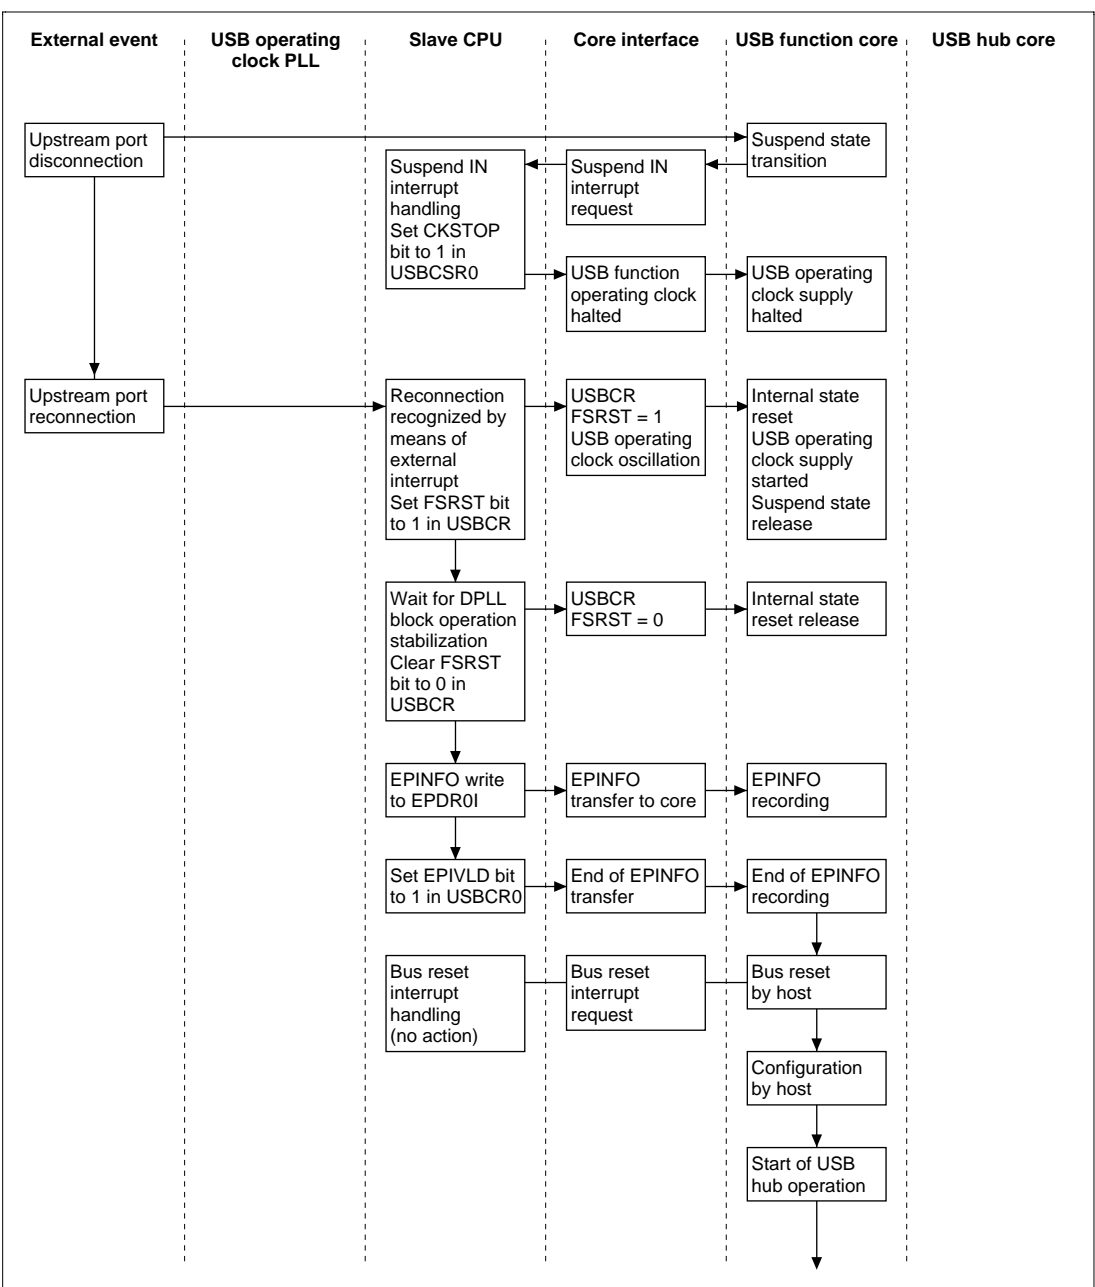 External event
USB operating
clock PLL
Slave CPU
Core interface
USB function core
USB hub core
Upstream port
disconnection
Suspend state
transition
Suspend IN
interrupt
handling
Set CKSTOP
bit to 1 in
USBCSR0
Suspend IN
interrupt
request
USB function
operating clock
halted
USB operating
clock supply
halted
Upstream port
reconnection
Reconnection
recognized by
means of
external
interrupt
Set FSRST bit
to 1 in USBCR
USBCR
FSRST = 1
USB operating
clock oscillation
Internal state
reset
USB operating
clock supply
started
Suspend state
release
Wait for DPLL
block operation
stabilization
Clear FSRST
bit to 0 in
USBCR
USBCR
FSRST = 0
Internal state
reset release
EPINFO write
to EPDR0I
EPINFO
transfer to core
EPINFO
recording
Set EPIVLD bit
to 1 in USBCR0
End of EPINFO
transfer
End of EPINFO
recording
Bus reset
interrupt
handling
(no action)
Bus reset
interrupt
request
Bus reset
by host
Configuration
by host
Start of USB
hub operation